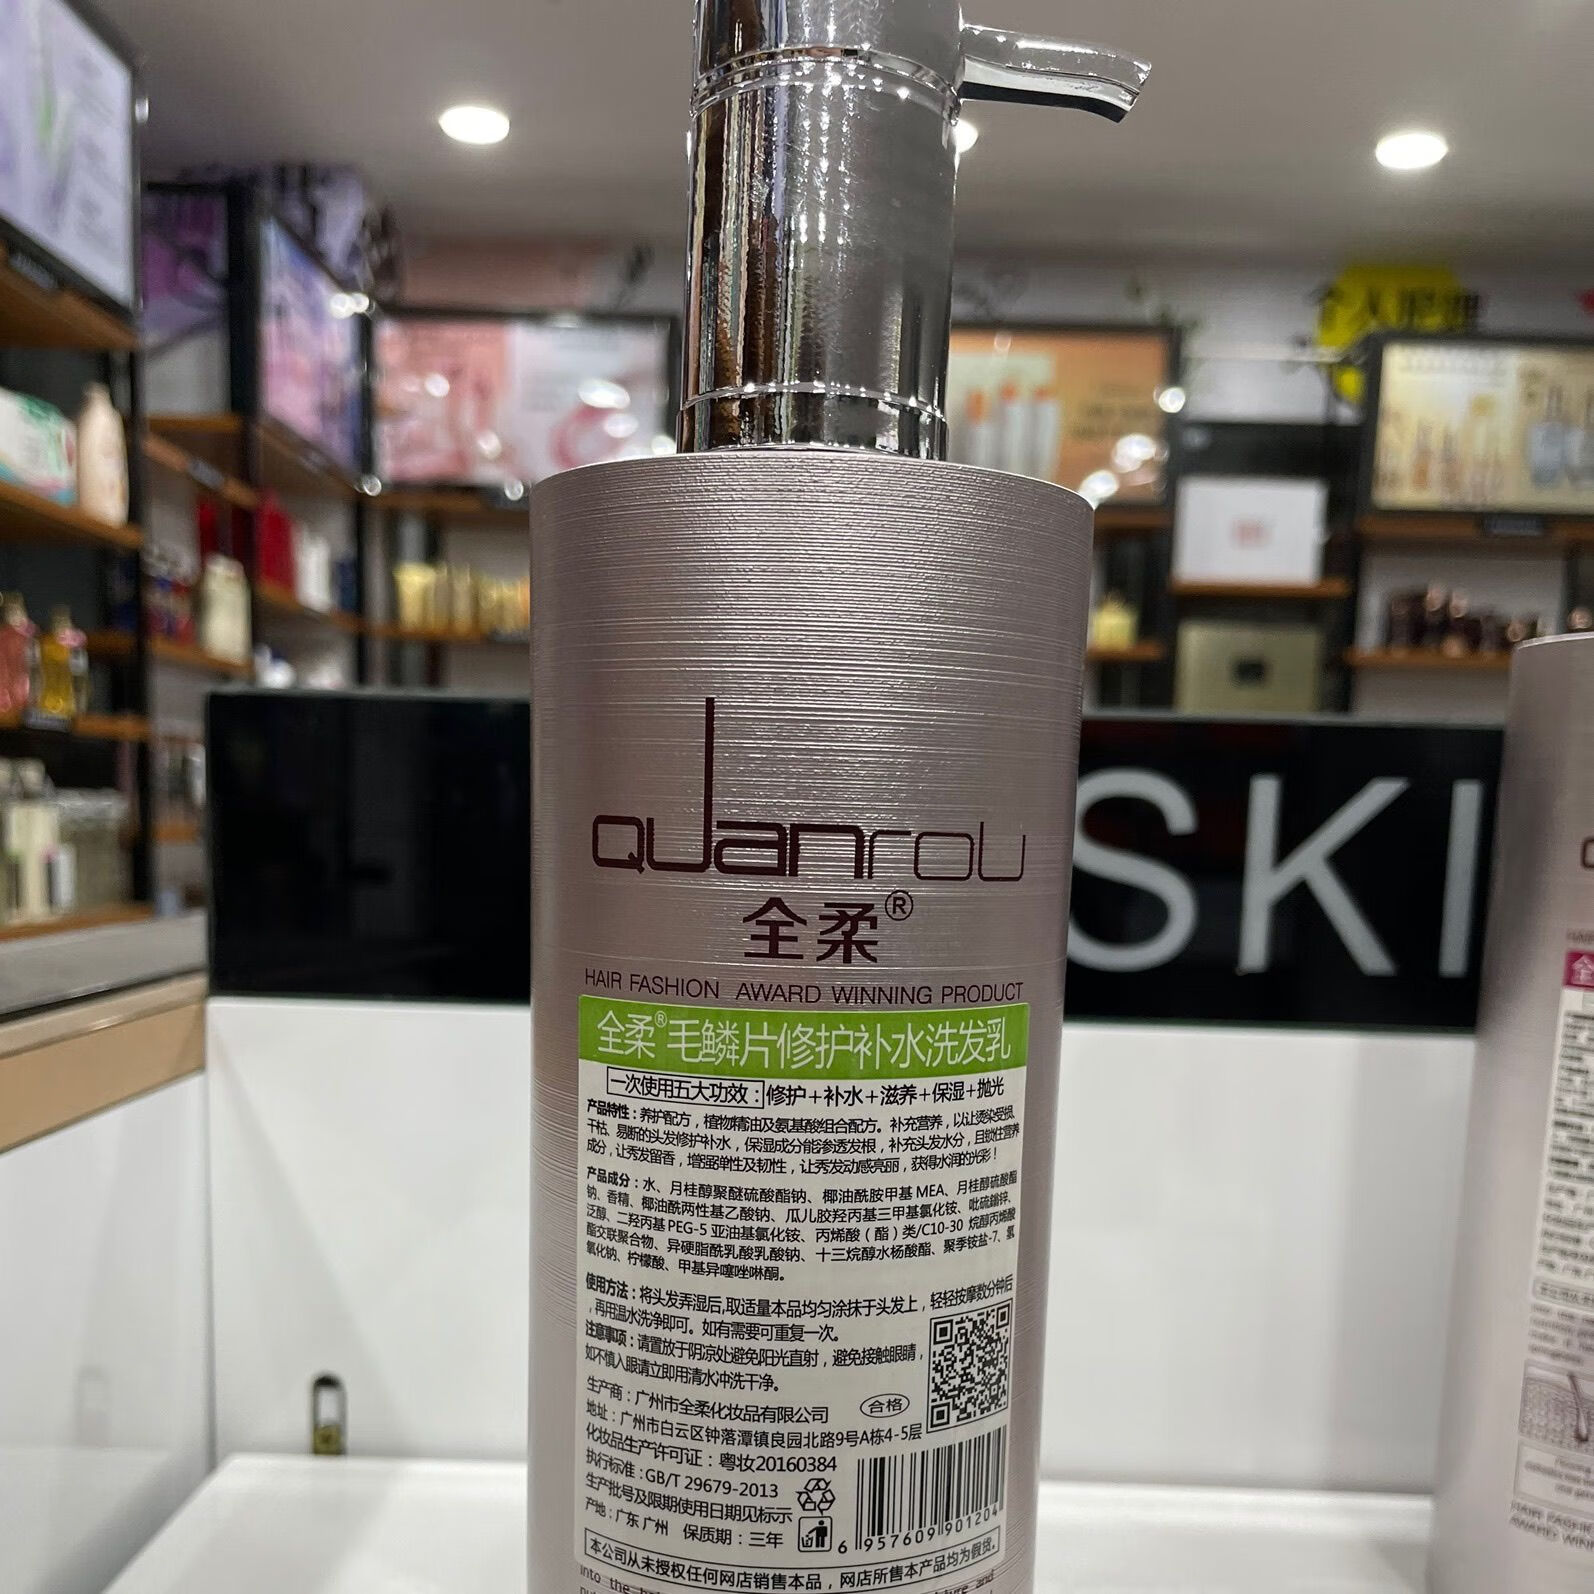 个人护理
SKI
quanrou
全柔®
HAIR FASHION AWARD WINNING PRODUCT
全柔®毛鳞片修护补水洗发乳
一次使用五大功效：修护+补水+滋养+保湿+抛光
产品特性：养护配方，植物精油及氨基酸组合配方。补充营养，以让烫染受损、
干枯、易断的头发修护补水，保湿成分能渗透发根，补充头发水分，且锁住营养
成分，让秀发留香，增强弹性及韧性，让秀发动感亮丽，获得水润的光彩！
产品成分：水、月桂醇聚醚硫酸酯钠、椰油酰胺甲基MEA、月桂醇硫酸酯
钠、香精、椰油酰两性基乙酸钠、瓜儿胶羟丙基三甲基氯化铵、吡硫鎓锌、
泛醇、二羟丙基PEG-5亚油基氯化铵、丙烯酸（酯）类/C10-30 烷醇丙烯酸
酯交联聚合物、异硬脂酰乳酸乳酸钠、十三烷醇水杨酸酯、聚季铵盐-7、氢
氧化钠、柠檬酸、甲基异噻唑啉酮。
使用方法：将头发弄湿后,取适量本品均匀涂抹于头发上，轻轻按摩数分钟后
，再用温水洗净即可。如有需要可重复一次。
注意事项：请置放于阴凉处避免阳光直射，避免接触眼睛，
如不慎入眼请立即用清水冲洗干净。
生产商：广州市全柔化妆品有限公司
合格
地址：广州市白云区钟落潭镇良园北路9号A栋4-5层
化妆品生产许可证：粤妆20160384
执行标准：GB/T 29679-2013
生产批号及限期使用日期见标示
产地：广东 广州 保质期：三年
6 957609 901204
本公司从未授权任何网店销售本品，网店所售本产品均为假货。
HAIR FASHI
AWARD WIN